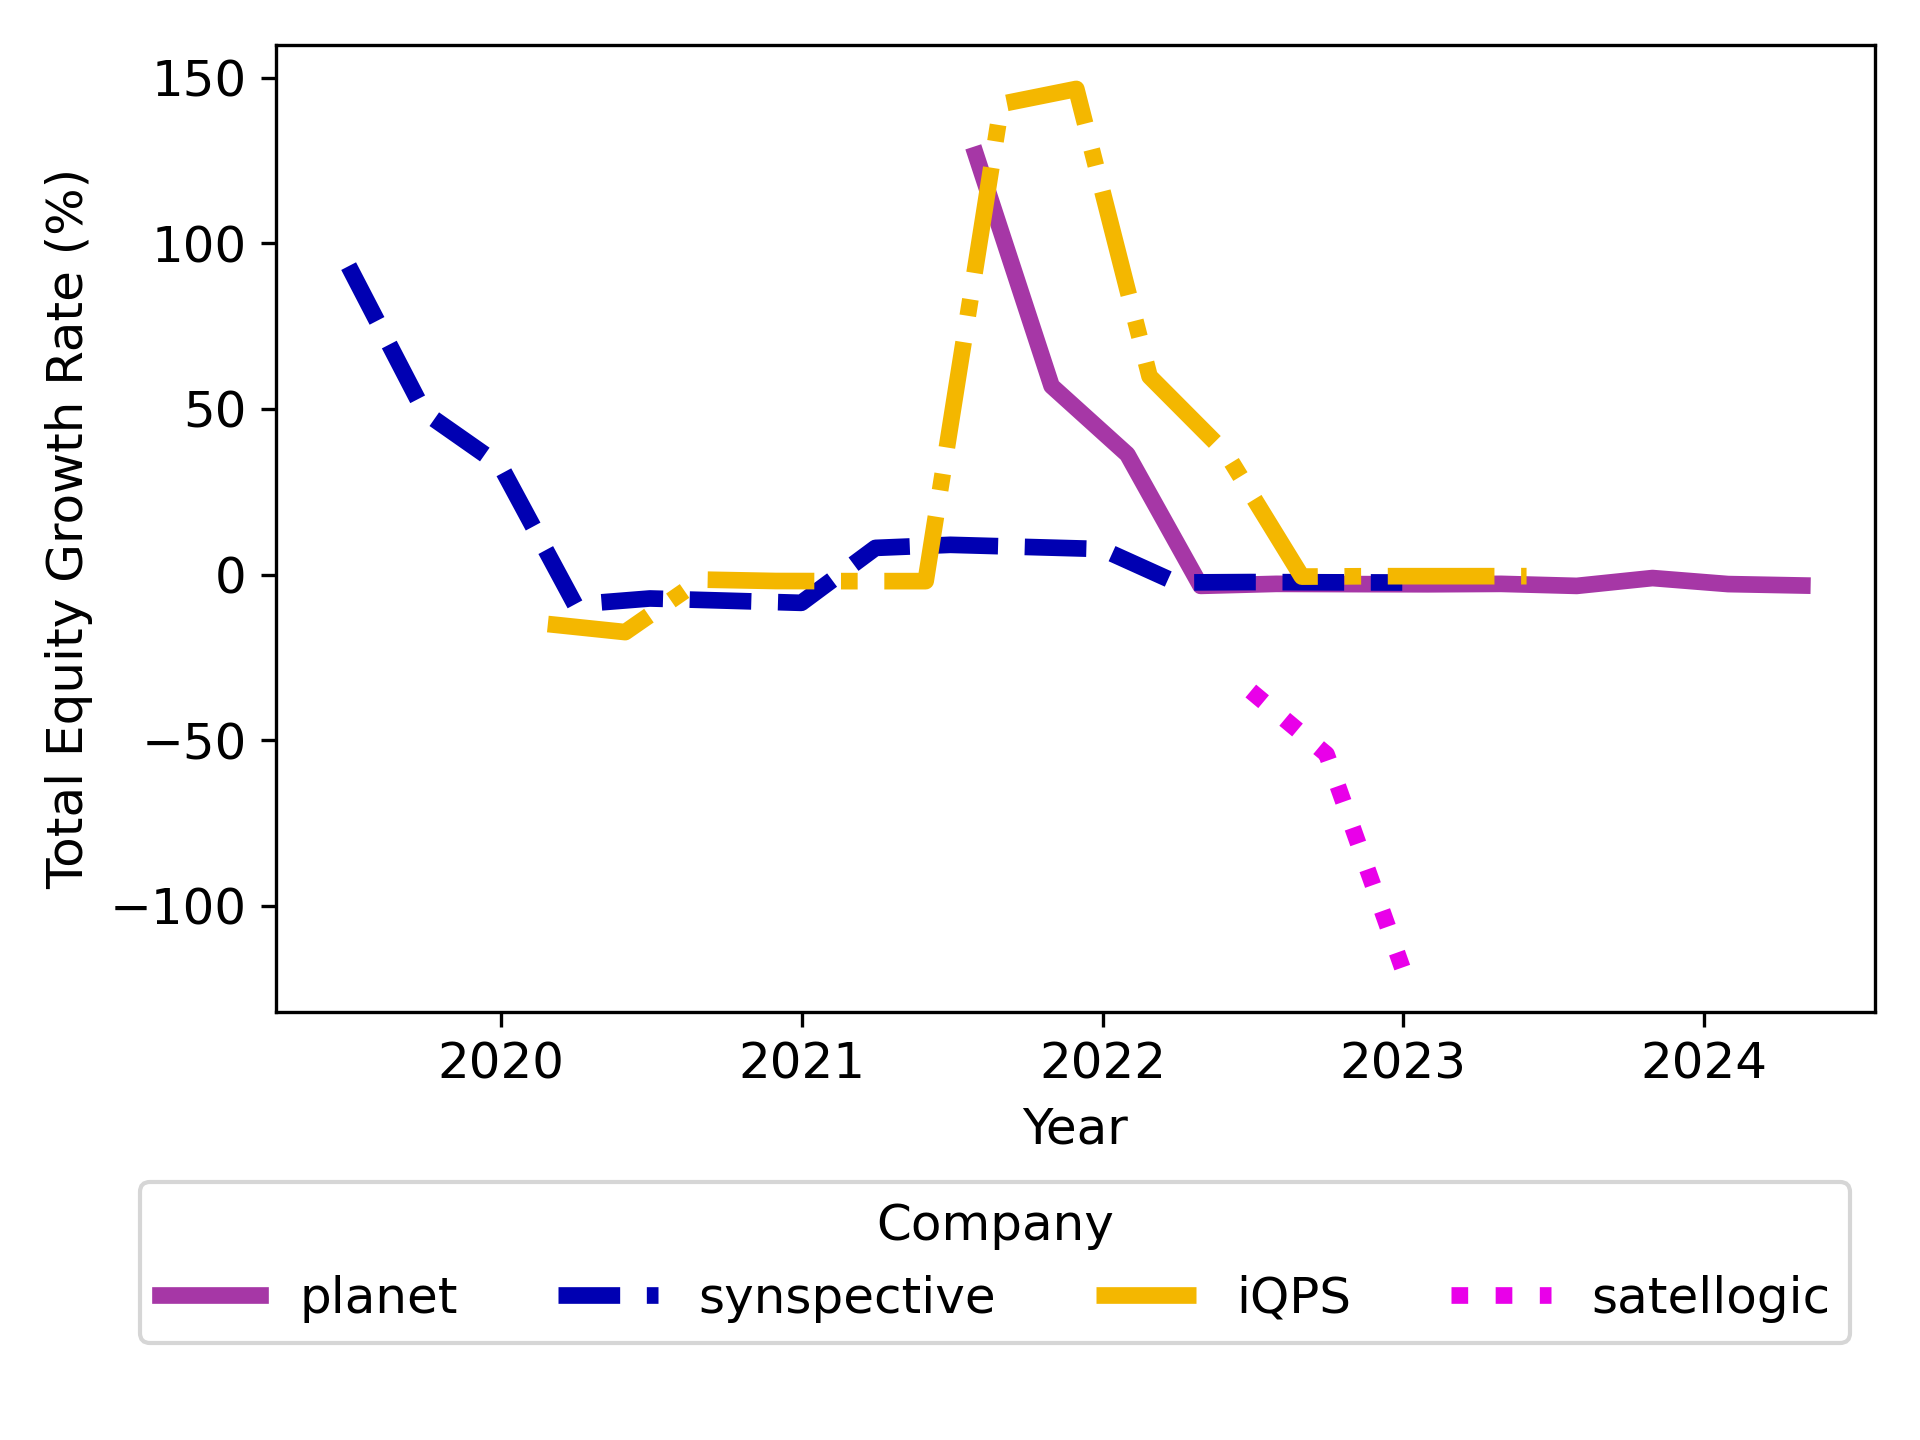 Total Equity Growth Rate (%)
150
100
50
0
−50
−100
2020 2021 2022 2023 2024
Year
Company
planet synspective iQPS satellogic